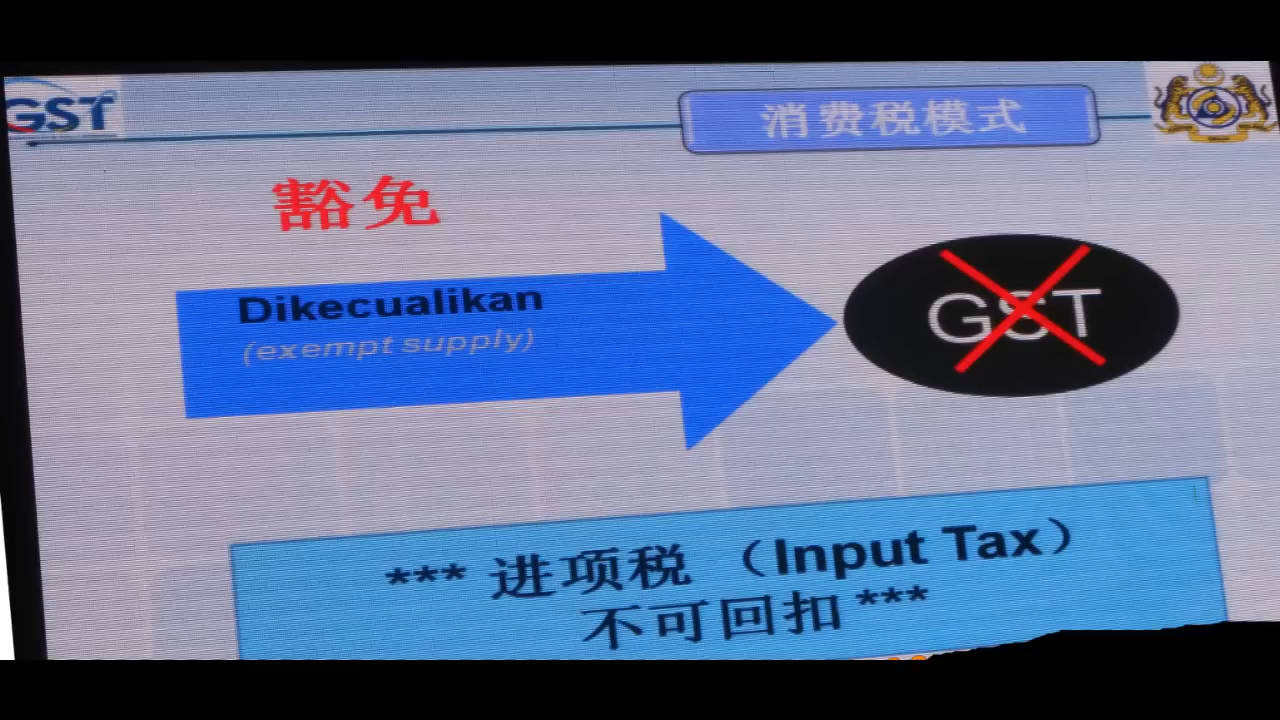 GST
消费税模式
豁免
Dikecualikan
(exempt supply)
GST
*** 进项税 （Input Tax）
不可回扣 ***